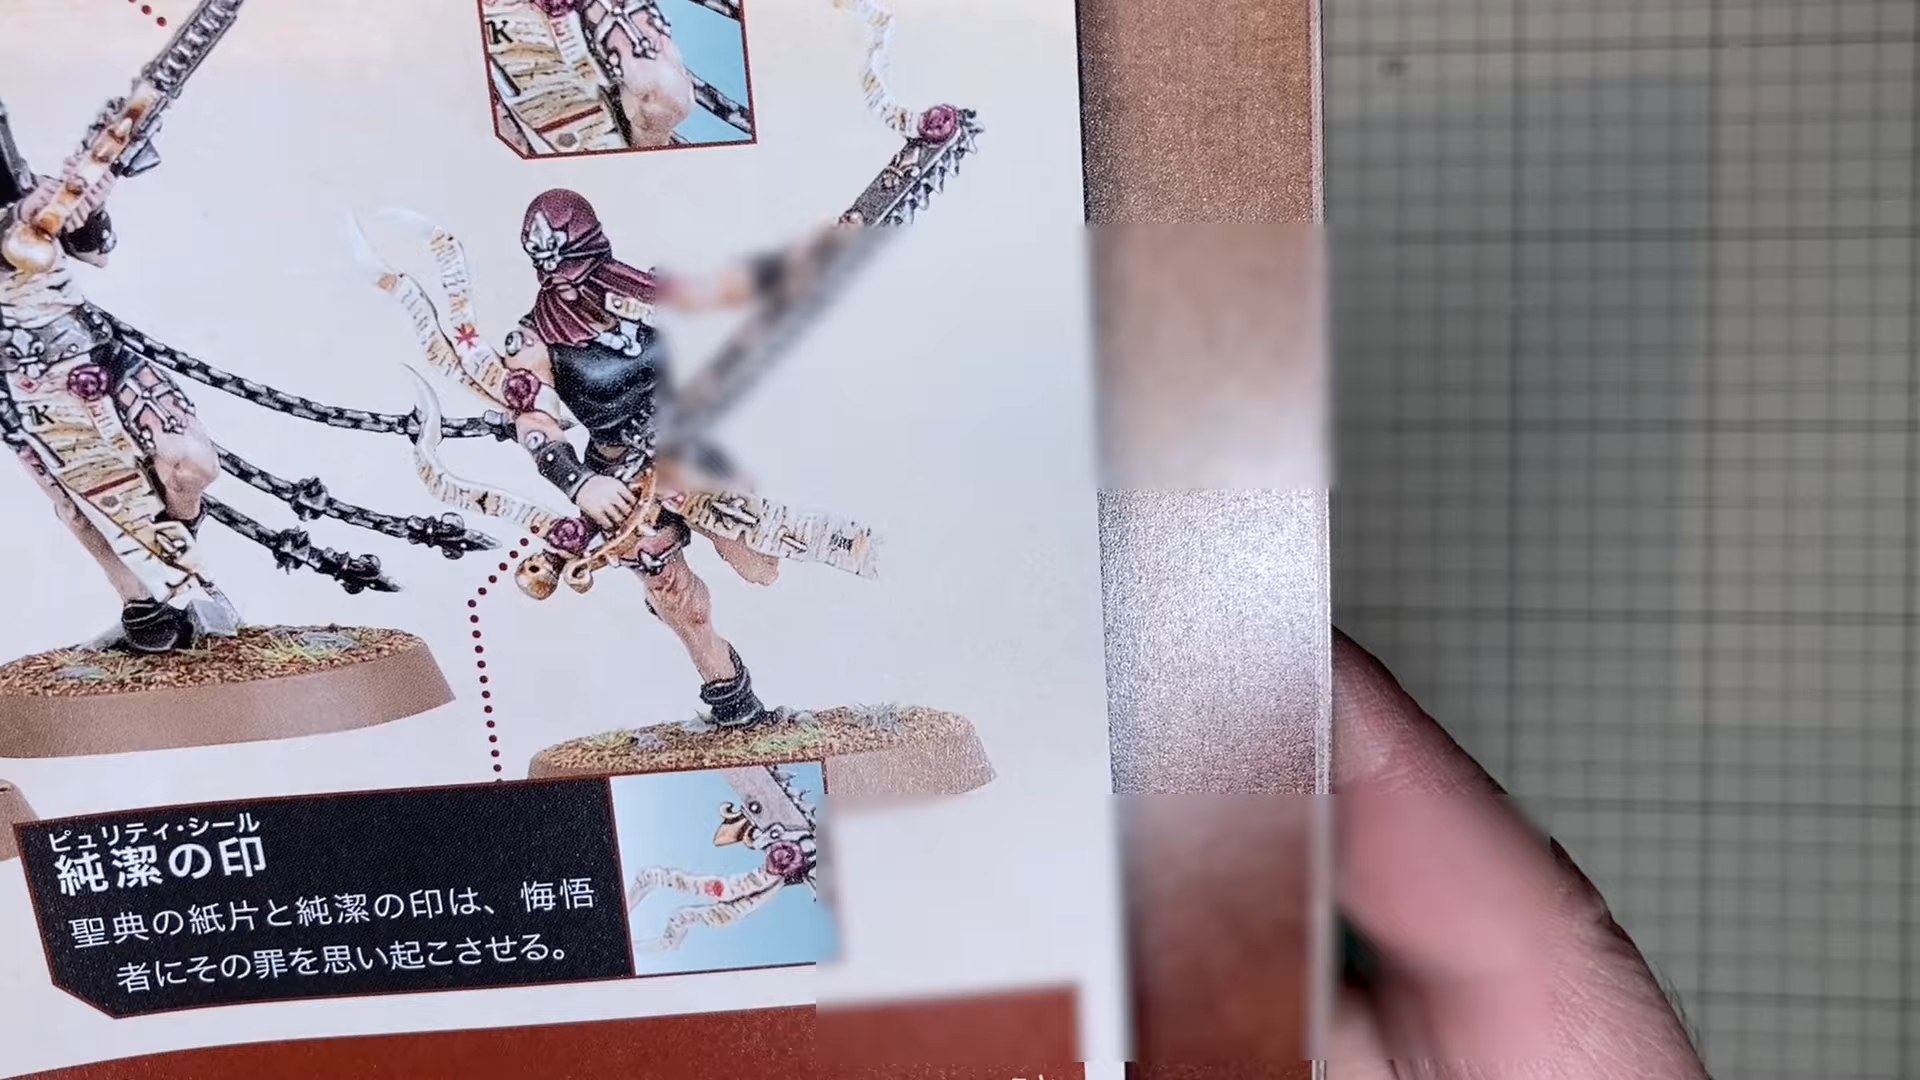 K
K
ピュリティ・シール
純潔の印
聖典の紙片と純潔の印は、悔悟
者にその罪を思い起こさせる。